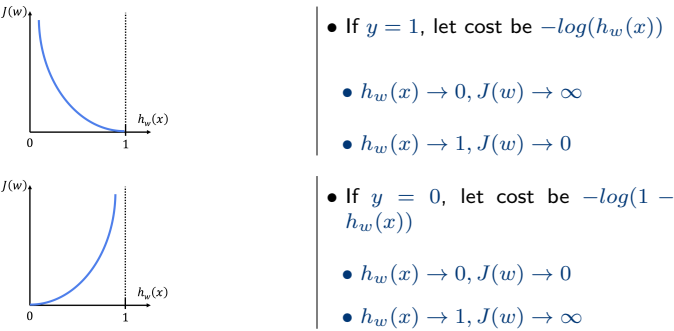 J(w)
h_w(x)
0
1
• If y = 1, let cost be −log(h_w(x))
• h_w(x) → 0, J(w) → ∞
• h_w(x) → 1, J(w) → 0
J(w)
h_w(x)
0
1
• If y = 0, let cost be −log(1 −
h_w(x))
• h_w(x) → 0, J(w) → 0
• h_w(x) → 1, J(w) → ∞